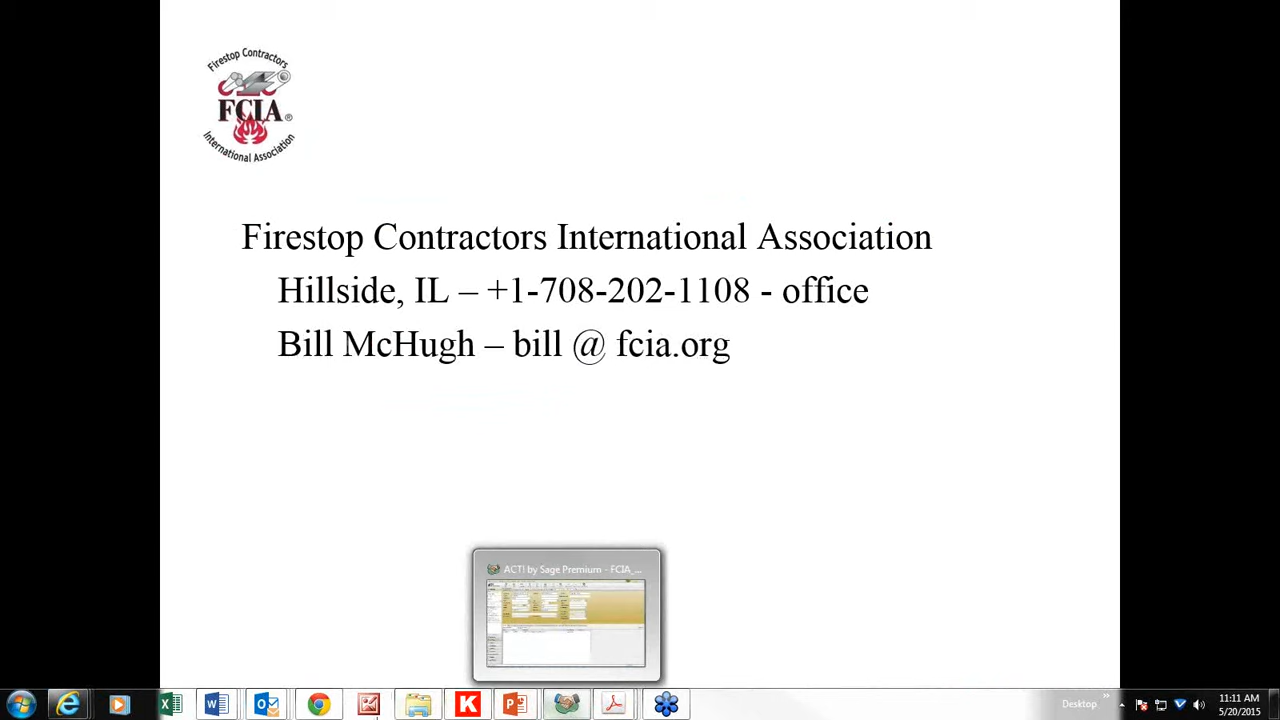 Firestop Contractors
FCIA®
International Association
Firestop Contractors International Association
Hillside, IL – +1-708-202-1108 - office
Bill McHugh – bill @ fcia.org
ACT! by Sage Premium - FCIA_...
Desktop
11:11 AM
5/20/2015